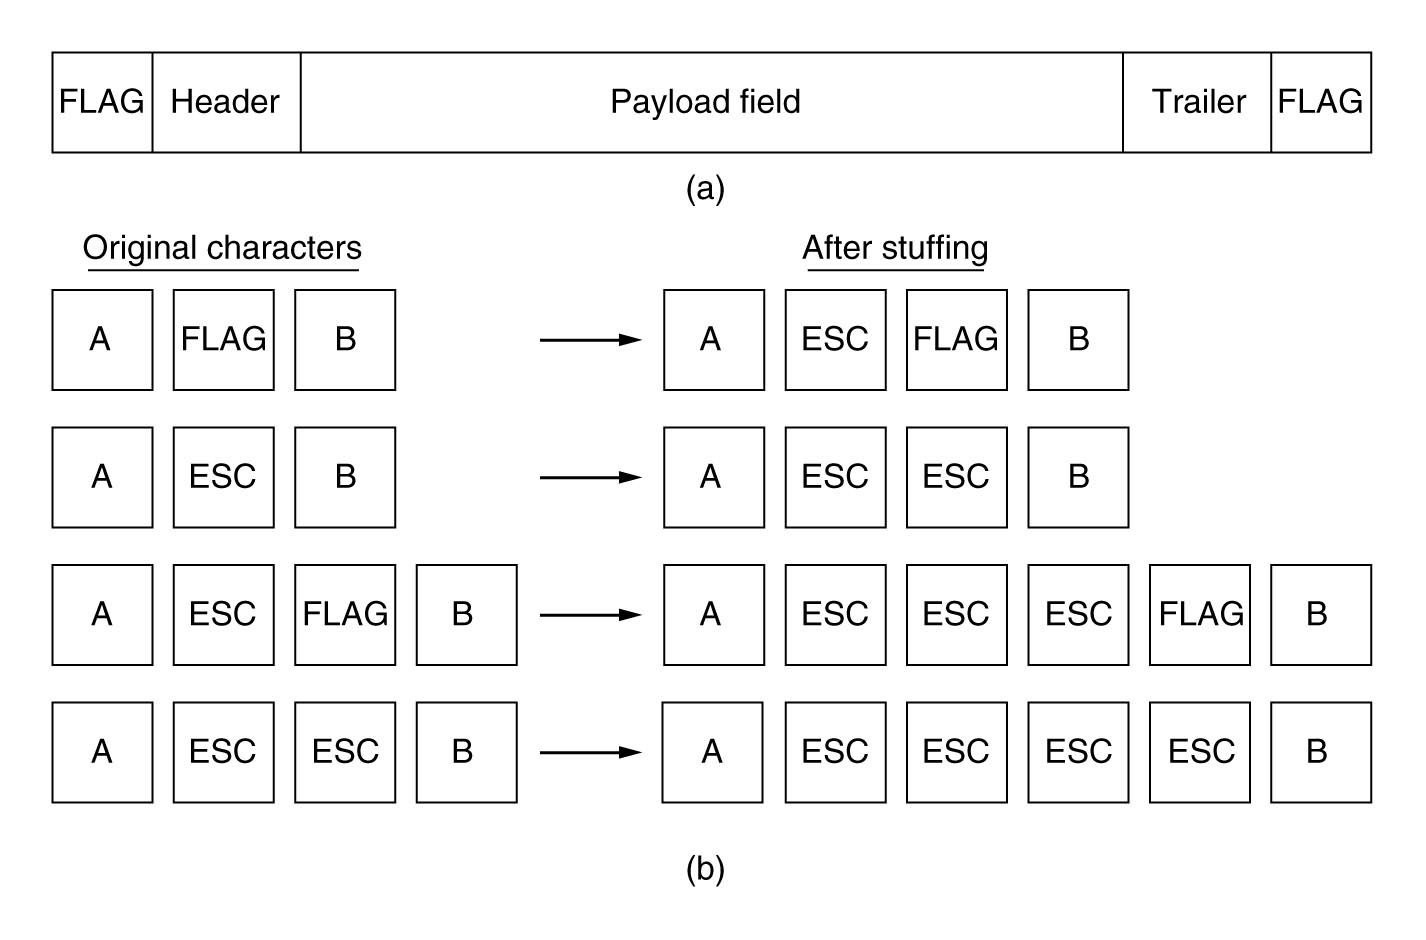 FLAG Header Payload field Trailer FLAG
(a)
Original characters After stuffing
A FLAG B A ESC FLAG B
A ESC B A ESC ESC B
A ESC FLAG B A ESC ESC ESC FLAG B
A ESC ESC B A ESC ESC ESC ESC B
(b)